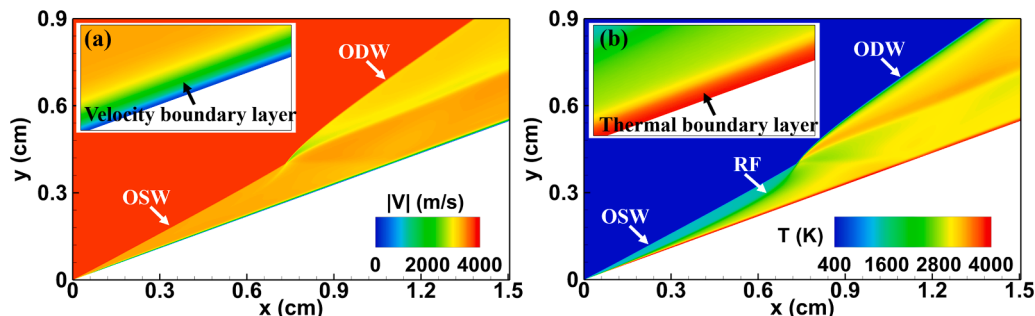 (a)
ODW
Velocity boundary layer
OSW
|V| (m/s)
0 2000 4000
y (cm)
0.9
0.6
0.3
0
0 0.3 0.6 0.9 1.2 1.5
x (cm)
(b)
ODW
Thermal boundary layer
RF
OSW
T (K)
400 1600 2800 4000
y (cm)
0.9
0.6
0.3
0
0 0.3 0.6 0.9 1.2 1.5
x (cm)